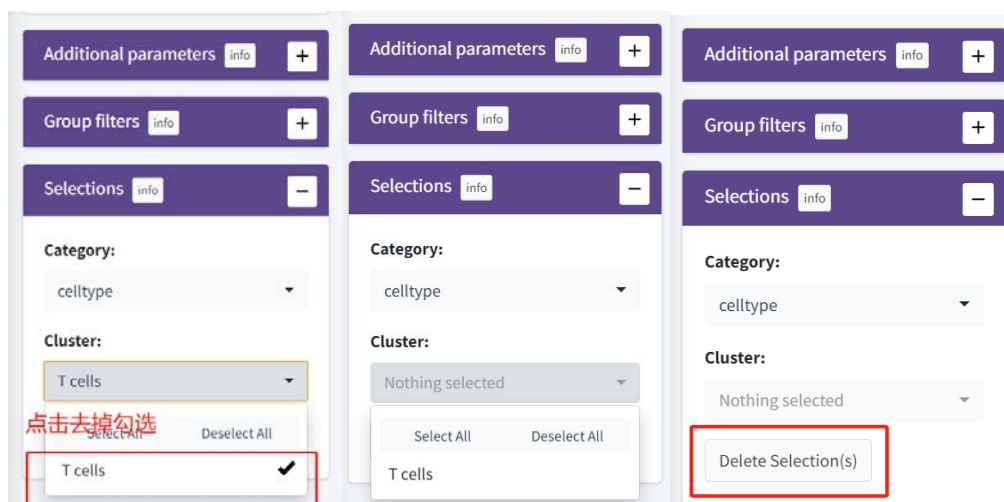 Additional parameters info +
Group filters info +
Selections info −
Category:
celltype
Cluster:
T cells
点击去掉勾选
Select All Deselect All
T cells
Additional parameters info +
Group filters info +
Selections info −
Category:
celltype
Cluster:
Nothing selected
Select All Deselect All
T cells
Additional parameters info +
Group filters info +
Selections info −
Category:
celltype
Cluster:
Nothing selected
Delete Selection(s)